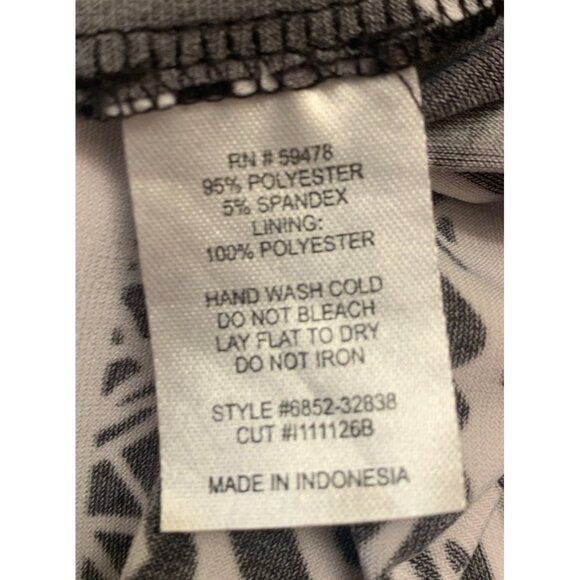 RN # 59478
95% POLYESTER
5% SPANDEX
LINING:
100% POLYESTER
HAND WASH COLD
DO NOT BLEACH
LAY FLAT TO DRY
DO NOT IRON
STYLE #6852-32838
CUT #I111126B
MADE IN INDONESIA